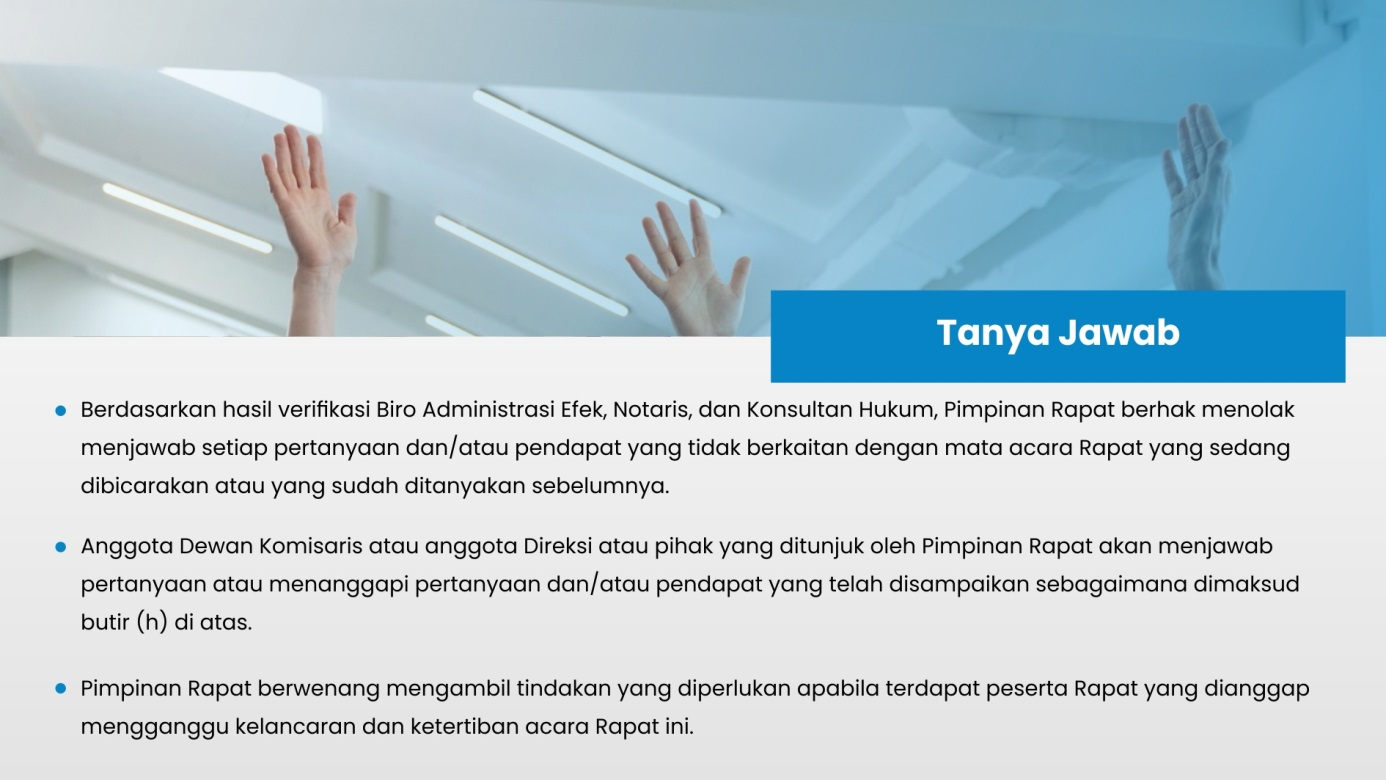 Tanya Jawab
Berdasarkan hasil verifikasi Biro Administrasi Efek, Notaris, dan Konsultan Hukum, Pimpinan Rapat berhak menolak
menjawab setiap pertanyaan dan/atau pendapat yang tidak berkaitan dengan mata acara Rapat yang sedang
dibicarakan atau yang sudah ditanyakan sebelumnya.
Anggota Dewan Komisaris atau anggota Direksi atau pihak yang ditunjuk oleh Pimpinan Rapat akan menjawab
pertanyaan atau menanggapi pertanyaan dan/atau pendapat yang telah disampaikan sebagaimana dimaksud
butir (h) di atas.
Pimpinan Rapat berwenang mengambil tindakan yang diperlukan apabila terdapat peserta Rapat yang dianggap
mengganggu kelancaran dan ketertiban acara Rapat ini.